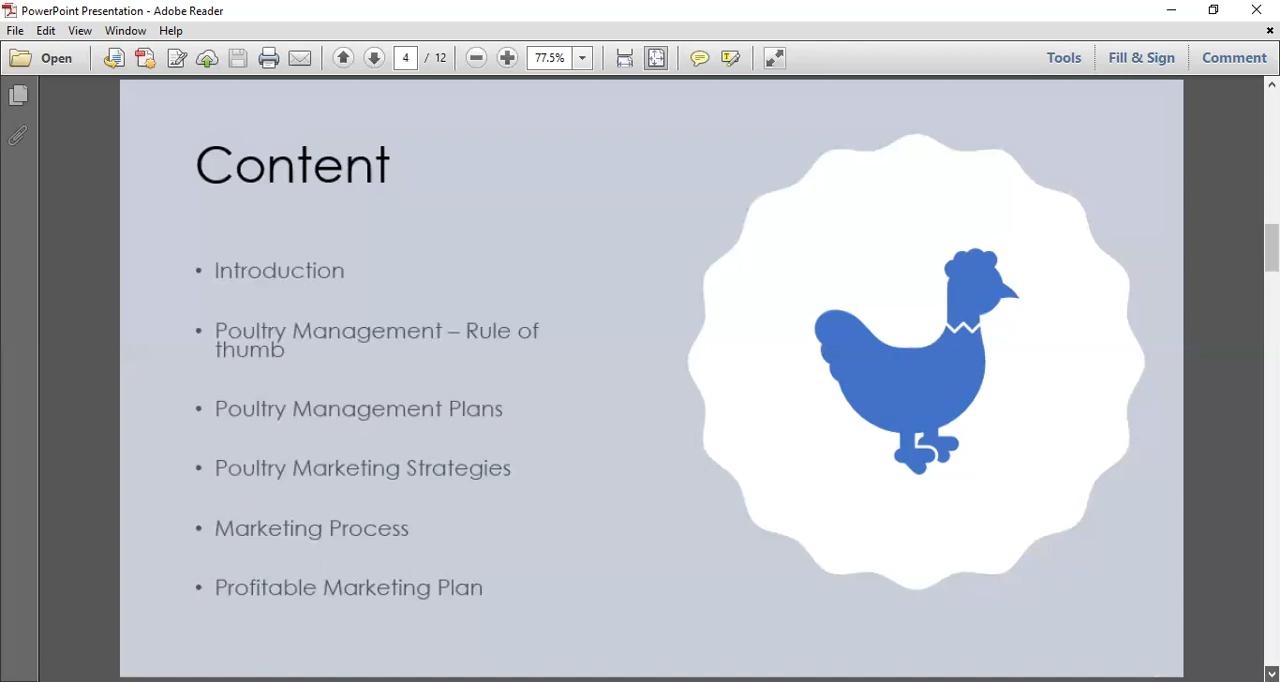 PowerPoint Presentation - Adobe Reader
File Edit View Window Help
Open 4 / 12 77.5% Tools Fill & Sign Comment
Content
• Introduction
• Poultry Management – Rule of
thumb
• Poultry Management Plans
• Poultry Marketing Strategies
• Marketing Process
• Profitable Marketing Plan